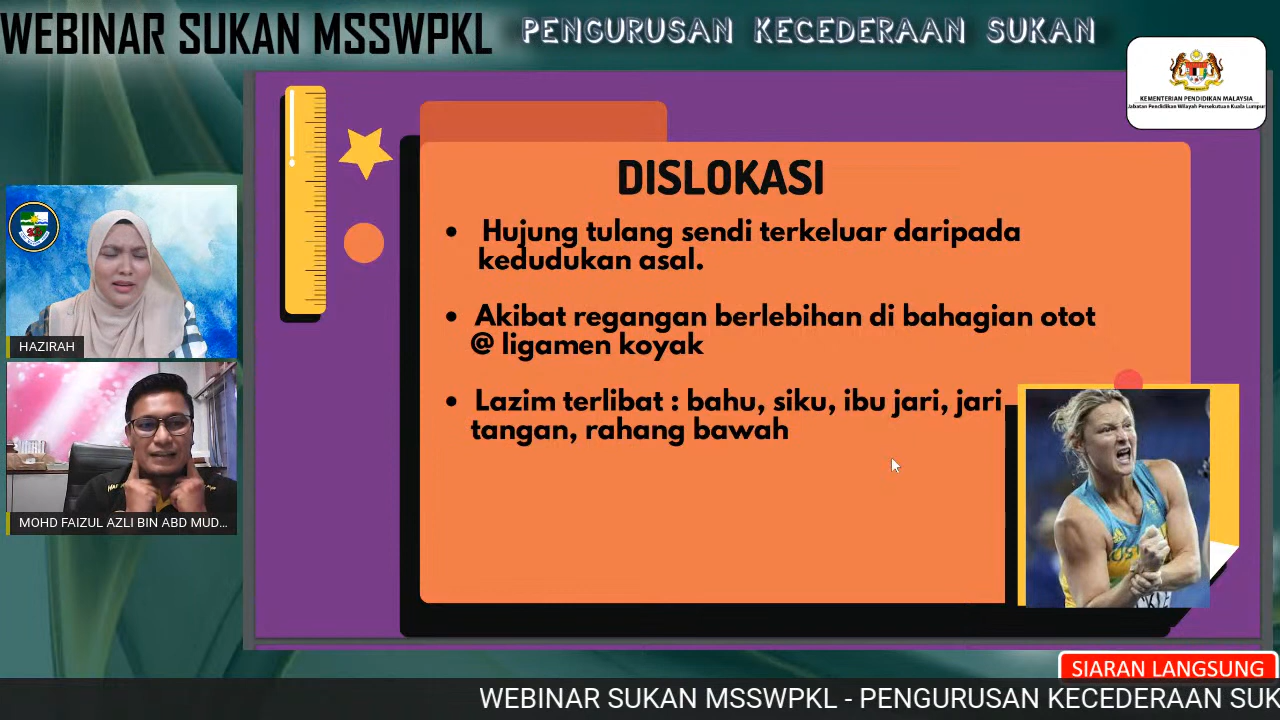 WEBINAR SUKAN MSSWPKL
PENGURUSAN KECEDERAAN SUKAN
KEMENTERIAN PENDIDIKAN MALAYSIA
Jabatan Pendidikan Wilayah Persekutuan Kuala Lumpur
DISLOKASI
• Hujung tulang sendi terkeluar daripada
kedudukan asal.
• Akibat regangan berlebihan di bahagian otot
@ ligamen koyak
• Lazim terlibat : bahu, siku, ibu jari, jari
tangan, rahang bawah
HAZIRAH
MOHD FAIZUL AZLI BIN ABD MUD...
SIARAN LANGSUNG
WEBINAR SUKAN MSSWPKL - PENGURUSAN KECEDERAAN SUK